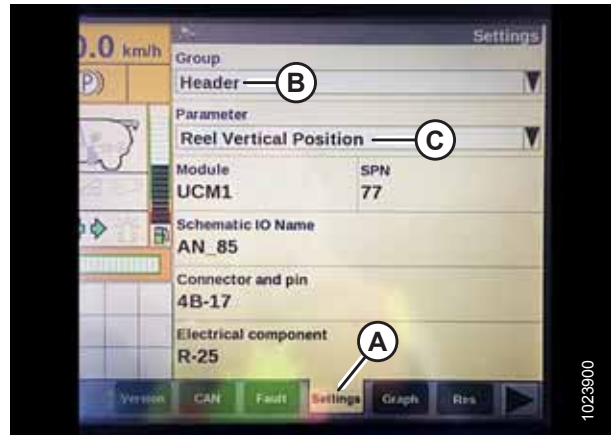 Settings
0.0 km/h
Group
Header
B
(P)
Parameter
Reel Vertical Position
C
Module
SPN
UCM1
77
Schematic IO Name
AN_85
Connector and pin
4B-17
Electrical component
R-25
A
Version CAN Fault Settings Graph Res
1023900